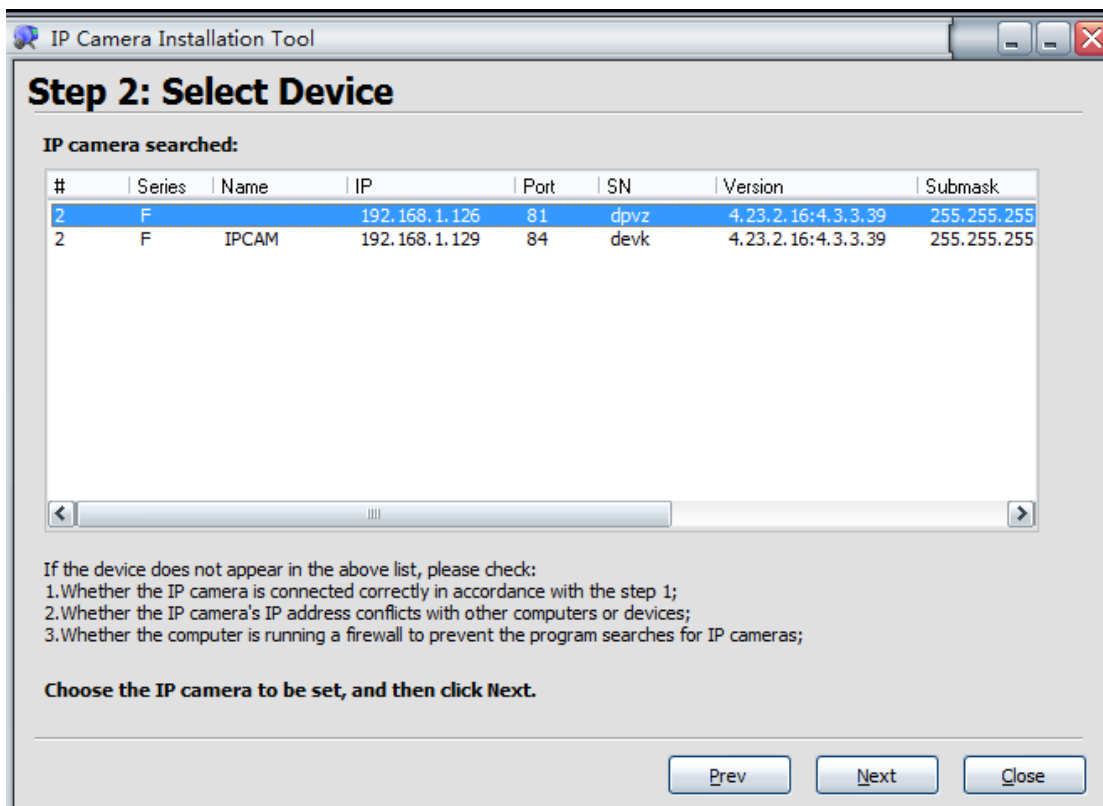 IP Camera Installation Tool
Step 2: Select Device
IP camera searched:
# Series Name IP Port SN Version Submask
2 F 192.168.1.126 81 dpvz 4.23.2.16:4.3.3.39 255.255.255
2 F IPCAM 192.168.1.129 84 devk 4.23.2.16:4.3.3.39 255.255.255
If the device does not appear in the above list, please check:
1.Whether the IP camera is connected correctly in accordance with the step 1;
2.Whether the IP camera's IP address conflicts with other computers or devices;
3.Whether the computer is running a firewall to prevent the program searches for IP cameras;
Choose the IP camera to be set, and then click Next.
Prev Next Close